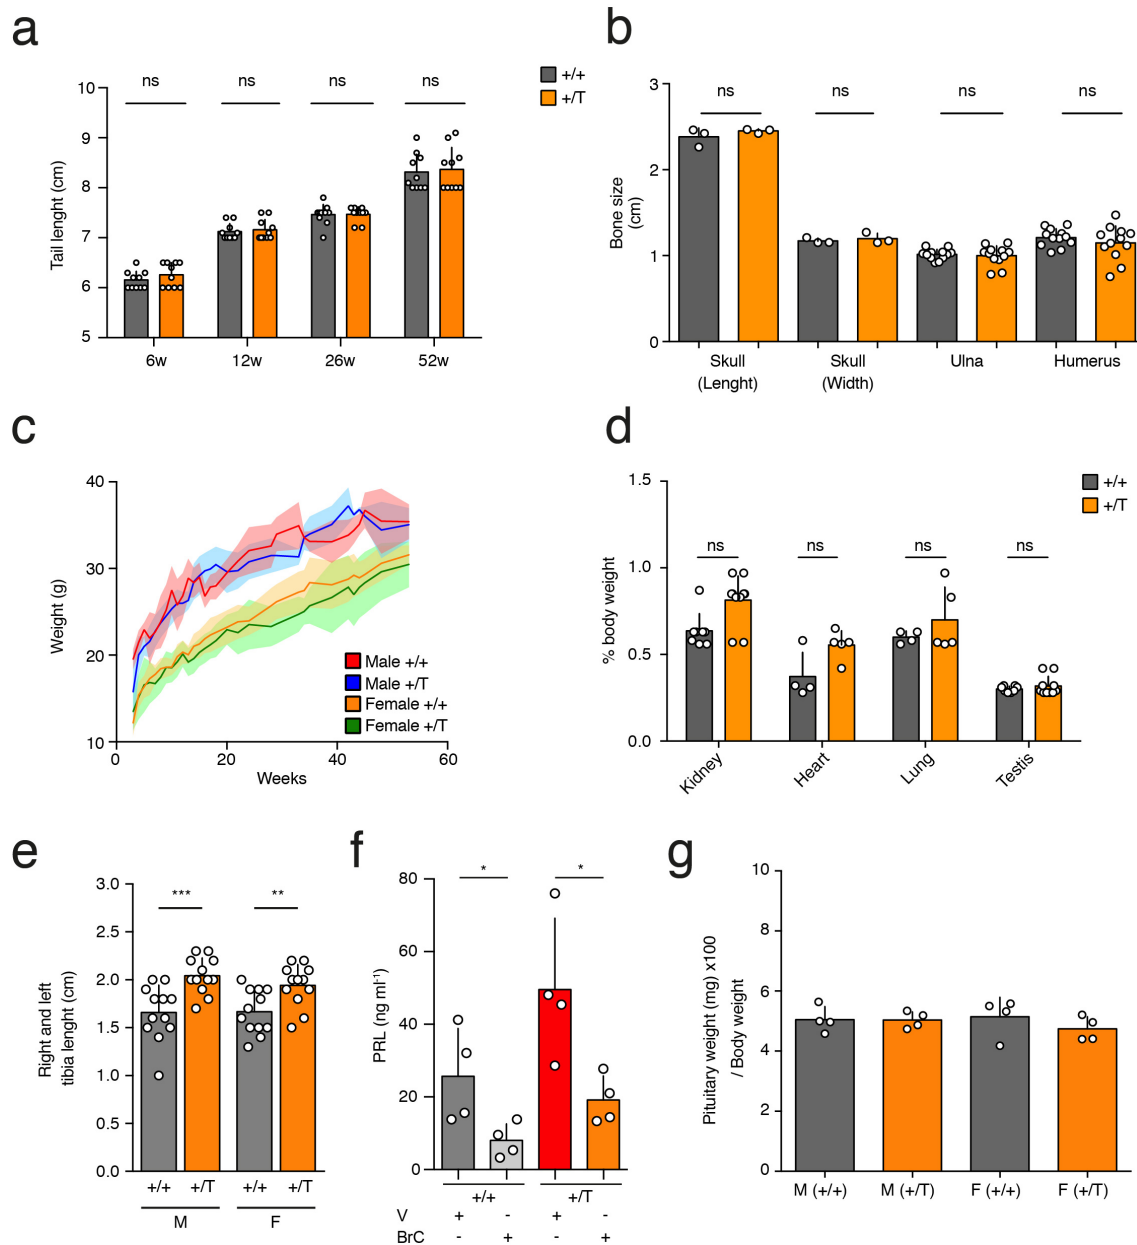 a
ns ns ns ns
+/+
+/T
10
9
8
7
6
5
Tail lenght (cm)
6w 12w 26w 52w
b
ns ns ns ns
3
2
1
0
Bone size
(cm)
Skull
(Lenght)
Skull
(Width)
Ulna
Humerus
c
40
30
20
10
Weight (g)
Male +/+
Male +/T
Female +/+
Female +/T
0 20 40 60
Weeks
d
1.5
1.0
0.5
0.0
% body weight
+/+
+/T
ns ns ns ns
Kidney Heart Lung Testis
e
3.0
2.5
2.0
1.5
1.0
0.5
0.0
Right and left
tibia lenght (cm)
*** **
+/+ +/T +/+ +/T
M F
f
80
60
40
20
0
PRL (ng ml⁻¹)
* *
+/+ +/T
V + - + -
BrC - + - +
g
10
8
6
4
2
0
Pituitary weight (mg) x100
/ Body weight
M (+/+) M (+/T) F (+/+) F (+/T)